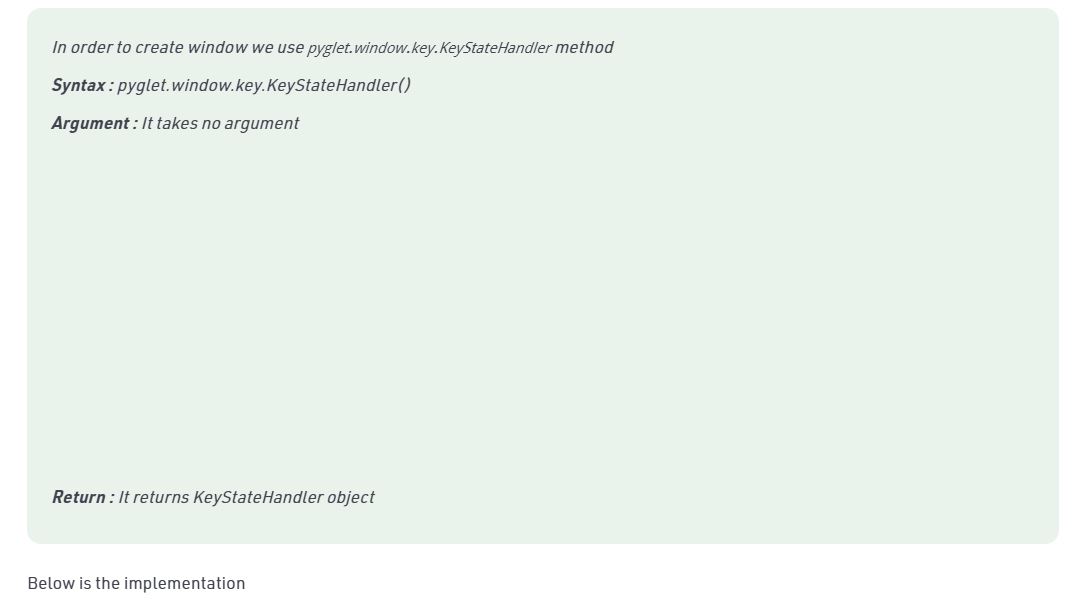 In order to create window we use pyglet.window.key.KeyStateHandler method
Syntax : pyglet.window.key.KeyStateHandler()
Argument : It takes no argument
Return : It returns KeyStateHandler object
Below is the implementation